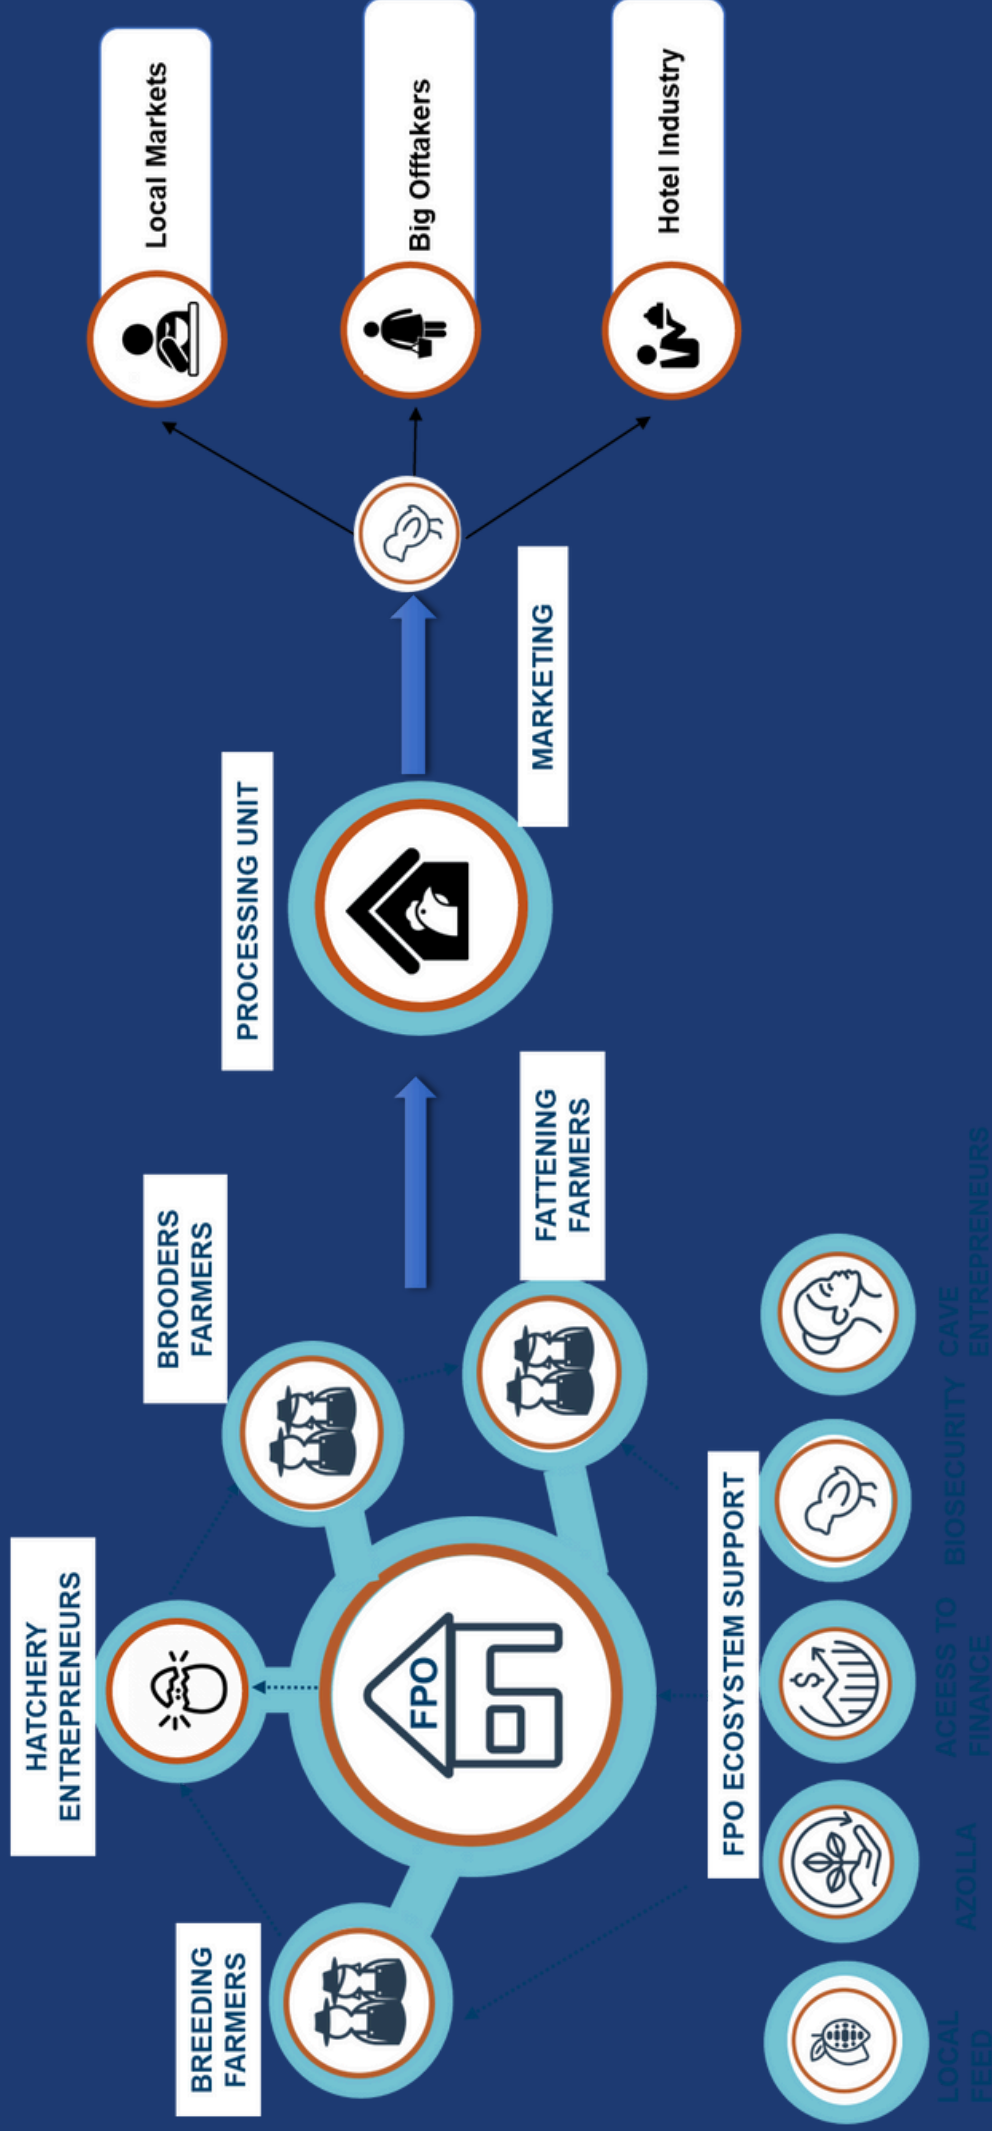 HATCHERY
ENTREPRENEURS
BREEDING
FARMERS
BROODERS
FARMERS
FPO
FATTENING
FARMERS
PROCESSING UNIT
MARKETING
Local Markets
Big Offtakers
Hotel Industry
FPO ECOSYSTEM SUPPORT
LOCAL
FEED
AZOLLA
ACEESS TO
FINANCE
BIOSECURITY
CAVE
ENTREPRENEURS